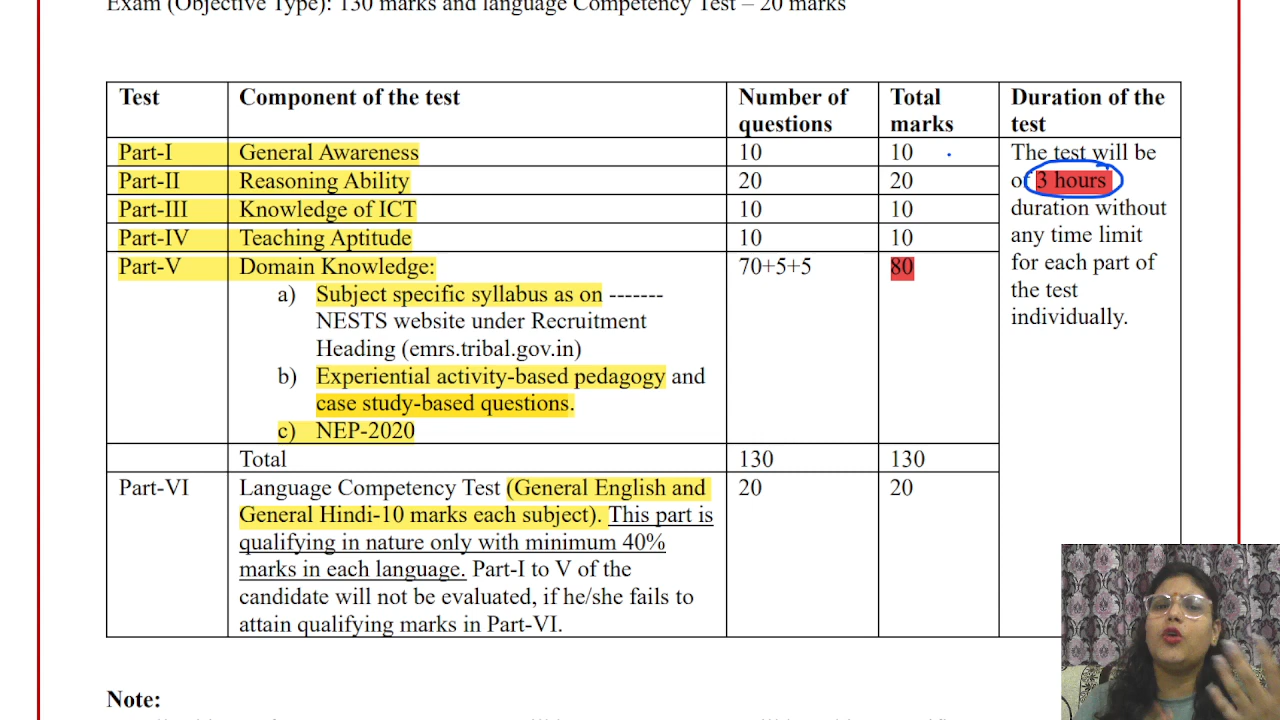 Exam (Objective Type): 130 marks and language Competency Test – 20 marks
Test
Component of the test
Number of
questions
Total
marks
Duration of the
test
Part-I
General Awareness
10
10
The test will be
of 3 hours
duration without
any time limit
for each part of
the test
individually.
Part-II
Reasoning Ability
20
20
Part-III
Knowledge of ICT
10
10
Part-IV
Teaching Aptitude
10
10
Part-V
Domain Knowledge:
70+5+5
80
a) Subject specific syllabus as on -------
NESTS website under Recruitment
Heading (emrs.tribal.gov.in)
b) Experiential activity-based pedagogy and
case study-based questions.
c) NEP-2020
Total
130
130
Part-VI
Language Competency Test (General English and
General Hindi-10 marks each subject). This part is
qualifying in nature only with minimum 40%
marks in each language. Part-I to V of the
candidate will not be evaluated, if he/she fails to
attain qualifying marks in Part-VI.
20
20
Note: